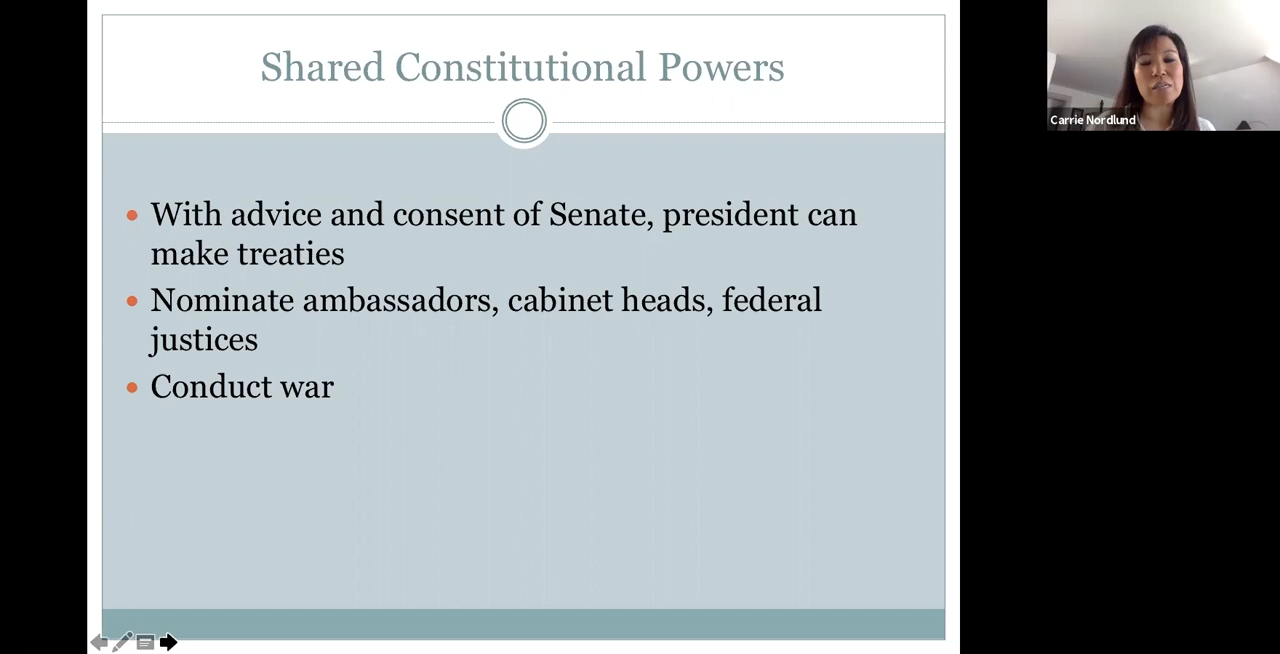 Shared Constitutional Powers
With advice and consent of Senate, president can
make treaties
Nominate ambassadors, cabinet heads, federal
justices
Conduct war
Carrie Nordlund